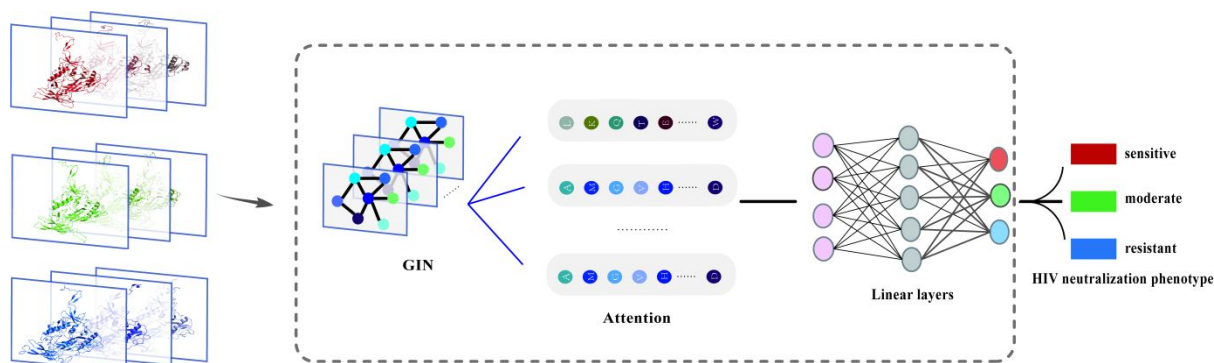 GIN
L K Q T E ...... W
A M C V H ...... D
............
A M C V H ...... D
Attention
Linear layers
sensitive
moderate
resistant
HIV neutralization phenotype